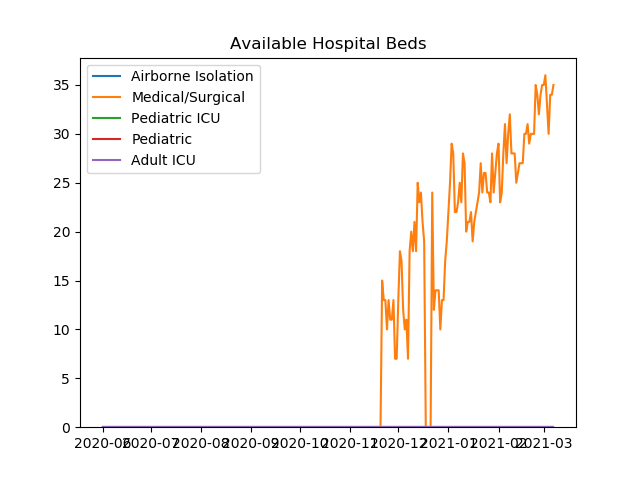 Available Hospital Beds
Airborne Isolation
Medical/Surgical
Pediatric ICU
Pediatric
Adult ICU
35
30
25
20
15
10
5
0
2020-06 2020-07 2020-08 2020-09 2020-10 2020-11 2020-12 2021-01 2021-02 2021-03